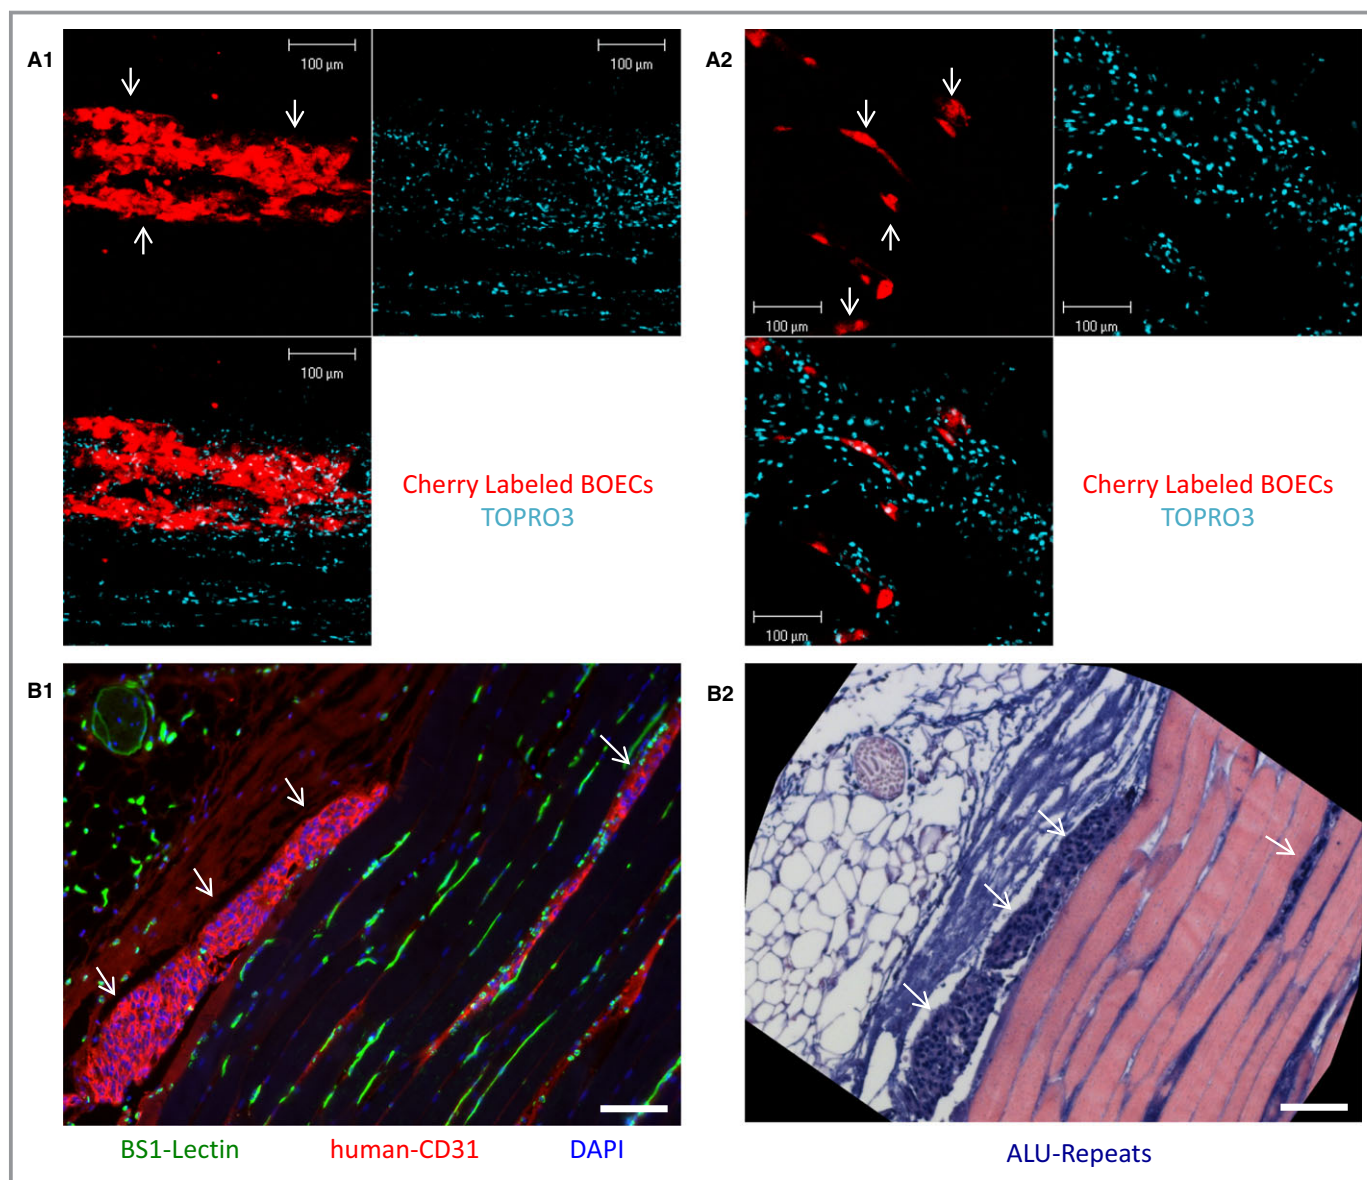 A1
100 µm
100 µm
100 µm
Cherry Labeled BOECs
TOPRO3
A2
100 µm
100 µm
100 µm
Cherry Labeled BOECs
TOPRO3
B1
BS1-Lectin human-CD31 DAPI
B2
ALU-Repeats